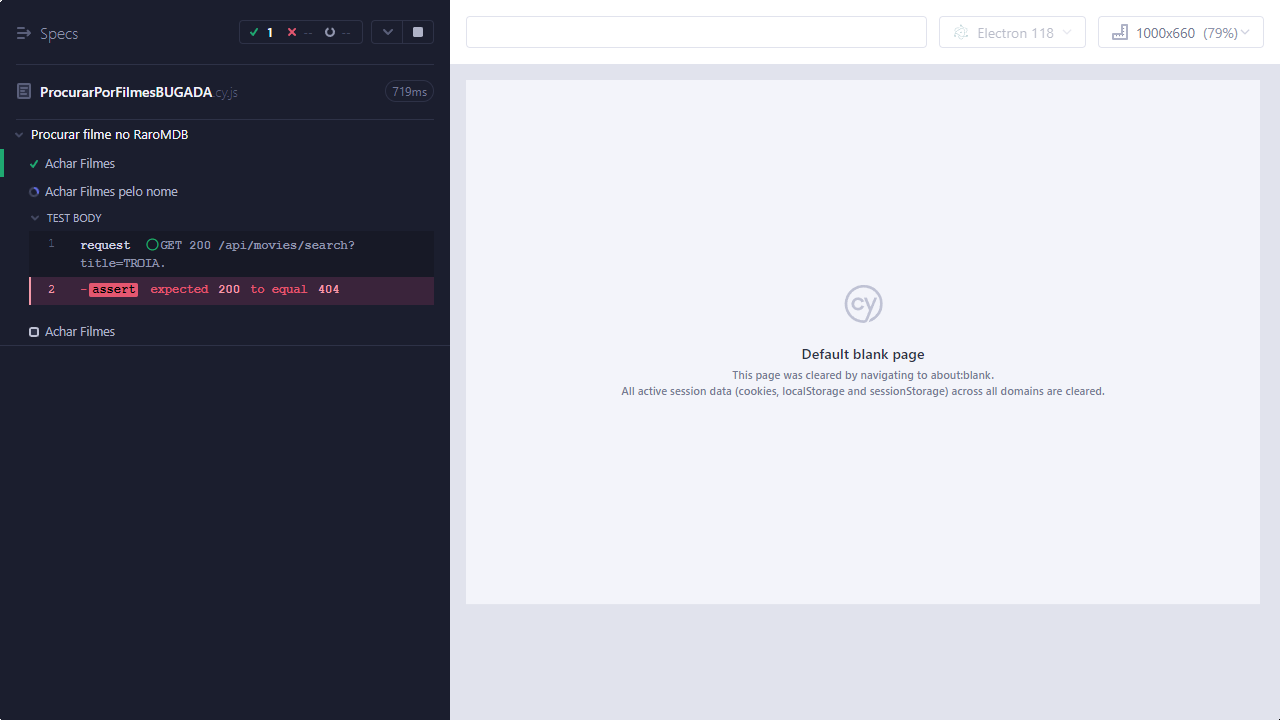 Specs
1 -- --
Electron 118
1000x660 (79%)
ProcurarPorFilmesBUGADA cy.js
719ms
Procurar filme no RaroMDB
Achar Filmes
Achar Filmes pelo nome
TEST BODY
1 request GET 200 /api/movies/search?
title=TROIA.
2 -assert expected 200 to equal 404
Achar Filmes
cy
Default blank page
This page was cleared by navigating to about:blank.
All active session data (cookies, localStorage and sessionStorage) across all domains are cleared.